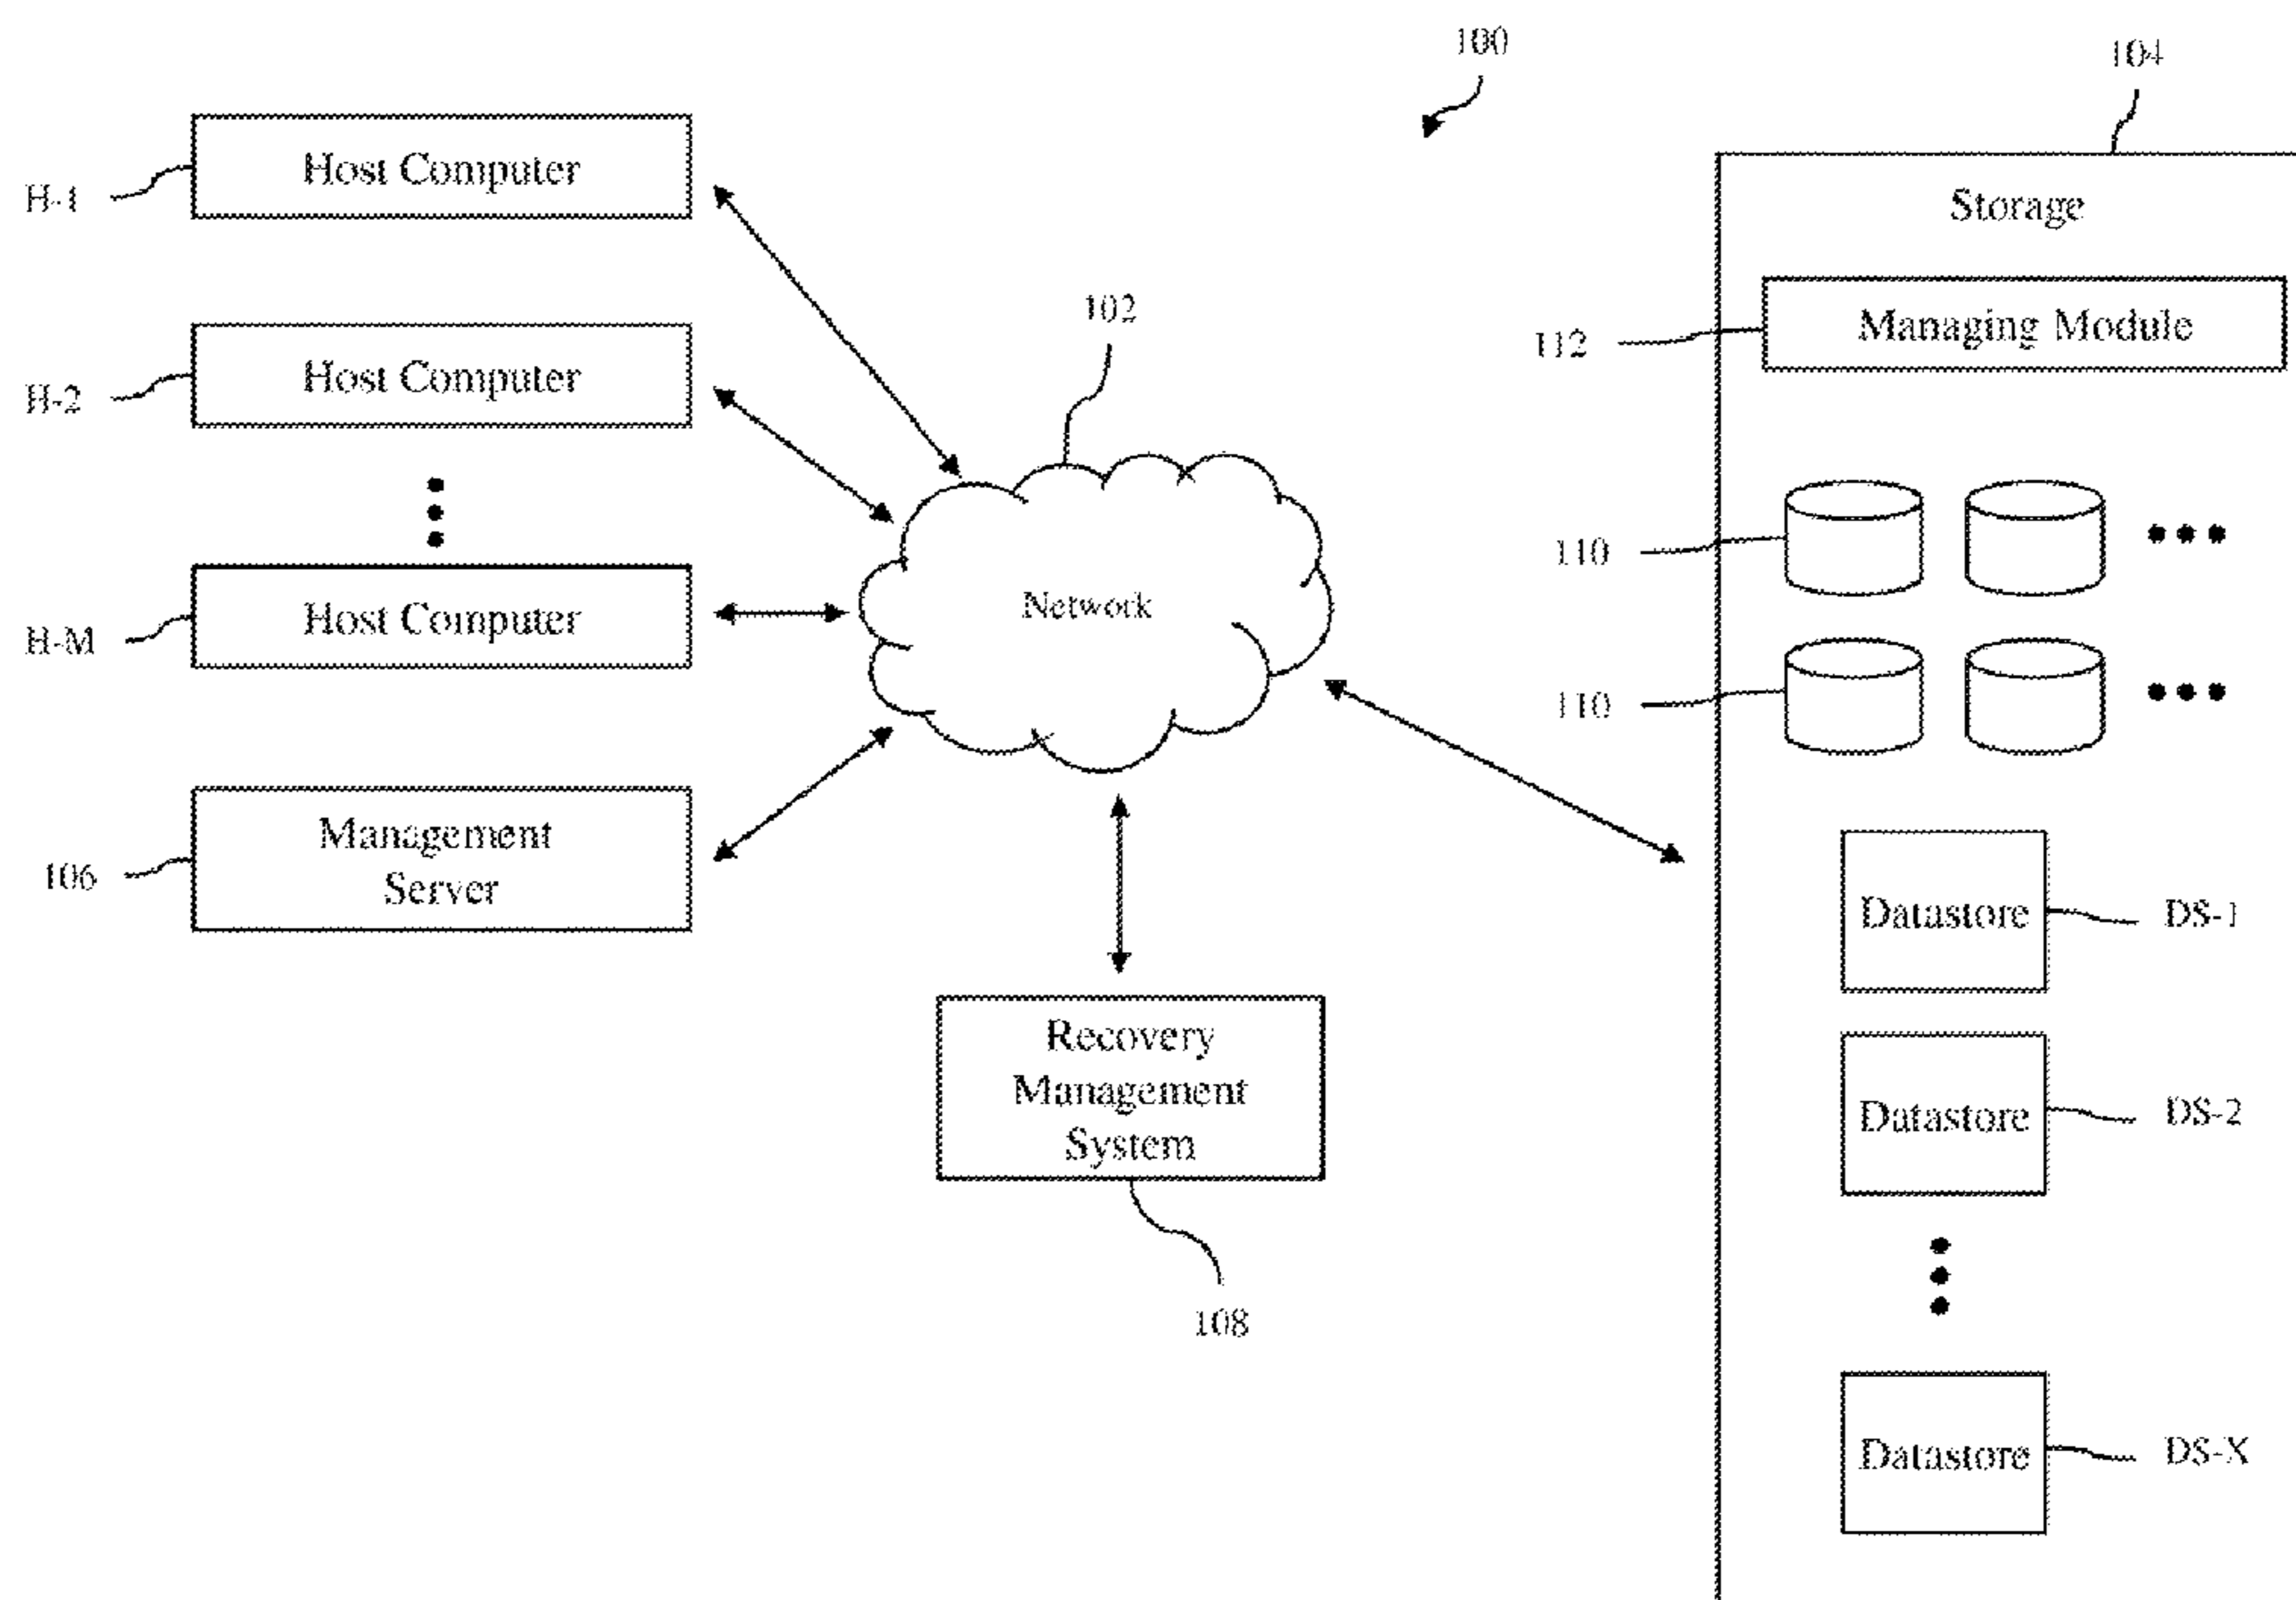 100
104
H-1
Host Computer
Storage
102
112
Managing Module
H-2
Host Computer
110
H-M
Host Computer
Network
110
106
Management
Server
Datastore
DS-1
Recovery
Management
System
Datastore
DS-2
108
Datastore
DS-X